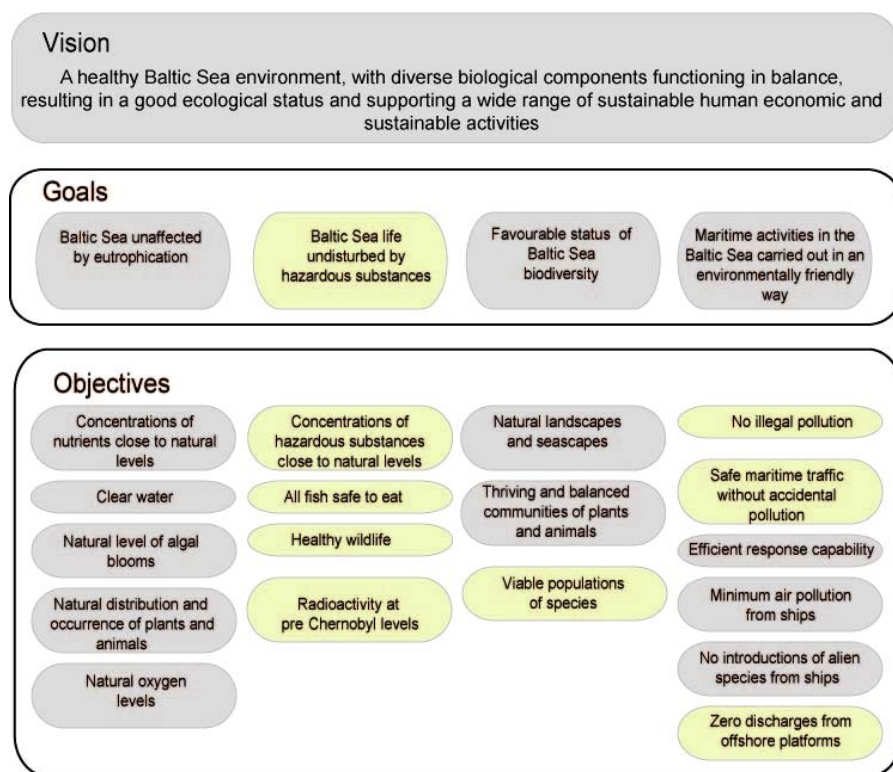 Vision
A healthy Baltic Sea environment, with diverse biological components functioning in balance,
resulting in a good ecological status and supporting a wide range of sustainable human economic and
sustainable activities
Goals
Baltic Sea unaffected
by eutrophication
Baltic Sea life
undisturbed by
hazardous substances
Favourable status of
Baltic Sea
biodiversity
Maritime activities in the
Baltic Sea carried out in an
environmentally friendly
way
Objectives
Concentrations of
nutrients close to natural
levels
Clear water
Natural level of algal
blooms
Natural distribution and
occurrence of plants and
animals
Natural oxygen
levels
Concentrations of
hazardous substances
close to natural levels
All fish safe to eat
Healthy wildlife
Radioactivity at
pre Chernobyl levels
Natural landscapes
and seascapes
Thriving and balanced
communities of plants
and animals
Viable populations
of species
No illegal pollution
Safe maritime traffic
without accidental
pollution
Efficient response capability
Minimum air pollution
from ships
No introductions of alien
species from ships
Zero discharges from
offshore platforms